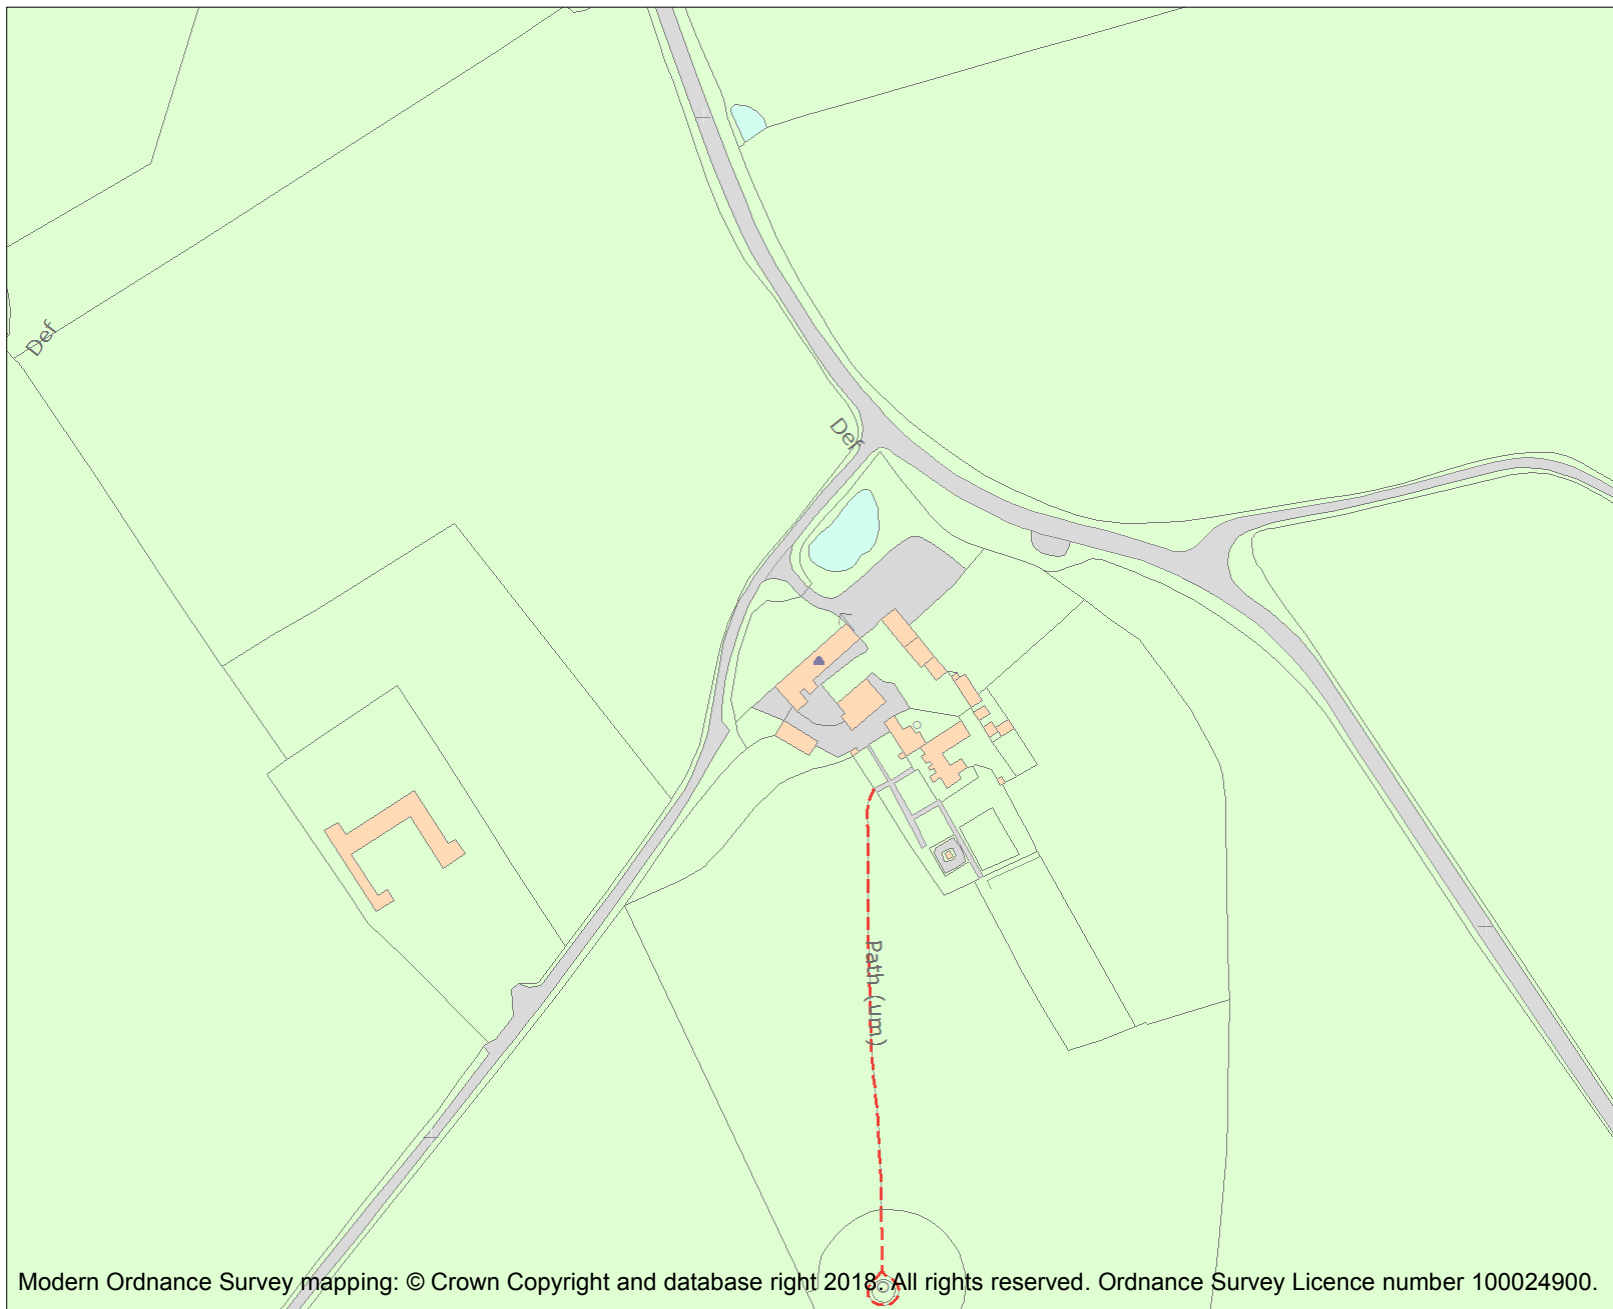 Def
Def
Path (um)
Modern Ordnance Survey mapping: © Crown Copyright and database right 2018. All rights reserved. Ordnance Survey Licence number 100024900.